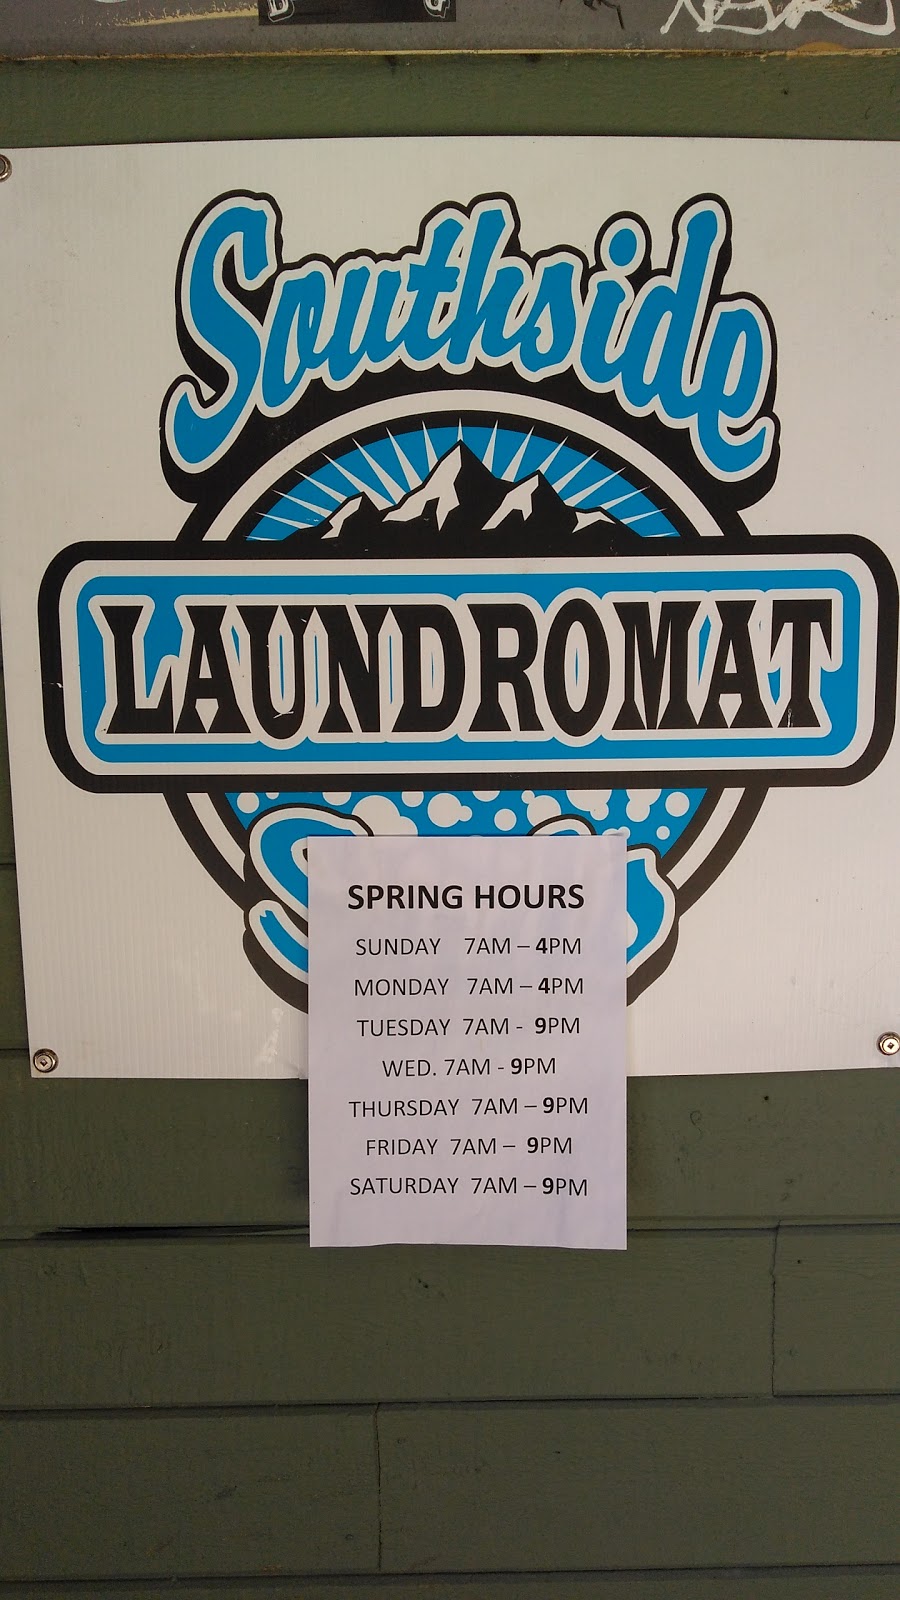 Southside
LAUNDROMAT
SPRING HOURS
SUNDAY 7AM – 4PM
MONDAY 7AM – 4PM
TUESDAY 7AM - 9PM
WED. 7AM - 9PM
THURSDAY 7AM – 9PM
FRIDAY 7AM – 9PM
SATURDAY 7AM – 9PM